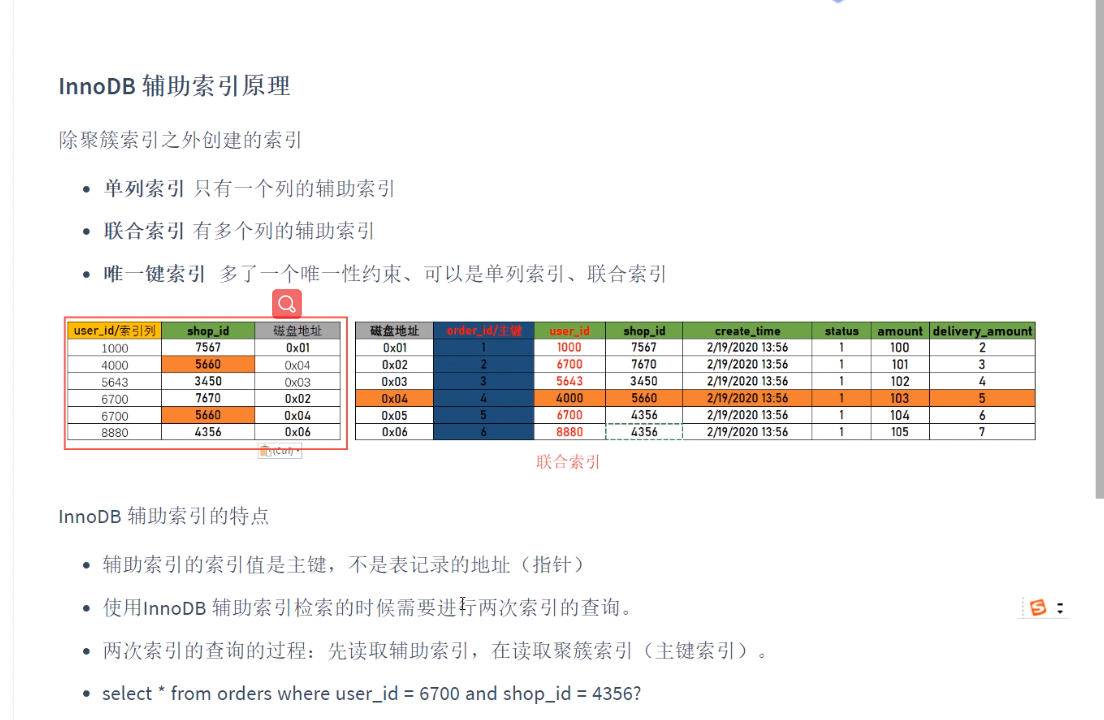 InnoDB 辅助索引原理
除聚簇索引之外创建的索引
单列索引 只有一个列的辅助索引
联合索引 有多个列的辅助索引
唯一键索引 多了一个唯一性约束、可以是单列索引、联合索引
user_id/索引列 shop_id 磁盘地址 磁盘地址 order_id/主键 user_id shop_id create_time status amount delivery_amount
1000 7567 0x01 0x01 1 1000 7567 2/19/2020 13:56 1 100 2
4000 5660 0x04 0x02 2 6700 7670 2/19/2020 13:56 1 101 3
5643 3450 0x03 0x03 3 5643 3450 2/19/2020 13:56 1 102 4
6700 7670 0x02 0x04 4 4000 5660 2/19/2020 13:56 1 103 5
6700 5660 0x04 0x05 5 6700 4356 2/19/2020 13:56 1 104 6
8880 4356 0x06 0x06 6 8880 4356 2/19/2020 13:56 1 105 7
(Ctrl)
联合索引
InnoDB 辅助索引的特点
辅助索引的索引值是主键，不是表记录的地址（指针）
使用InnoDB 辅助索引检索的时候需要进行两次索引的查询。
两次索引的查询的过程：先读取辅助索引，在读取聚簇索引（主键索引）。
select * from orders where user_id = 6700 and shop_id = 4356?